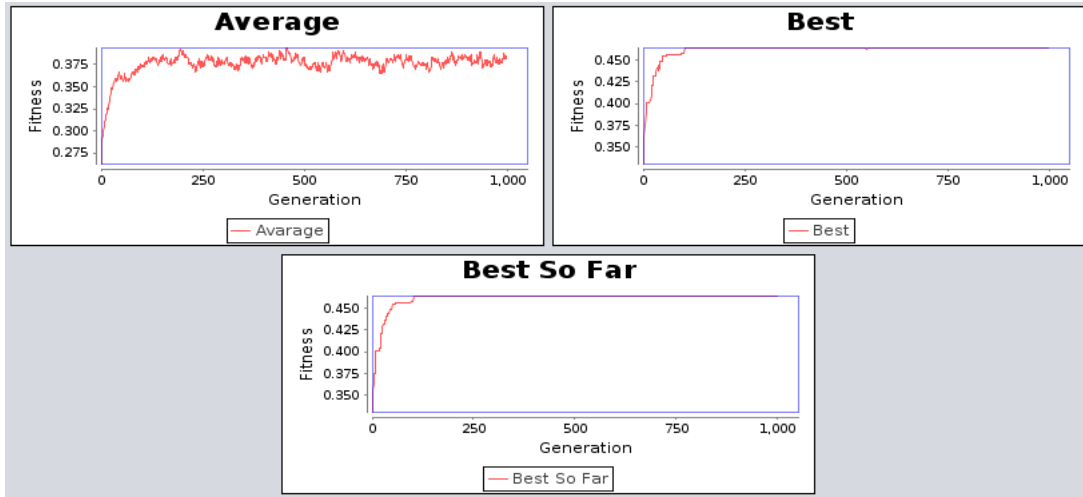 Average
Fitness
0.375
0.350
0.325
0.300
0.275
0 250 500 750 1,000
Generation
Avarage
Best
Fitness
0.450
0.425
0.400
0.375
0.350
0 250 500 750 1,000
Generation
Best
Best So Far
Fitness
0.450
0.425
0.400
0.375
0.350
0 250 500 750 1,000
Generation
Best So Far